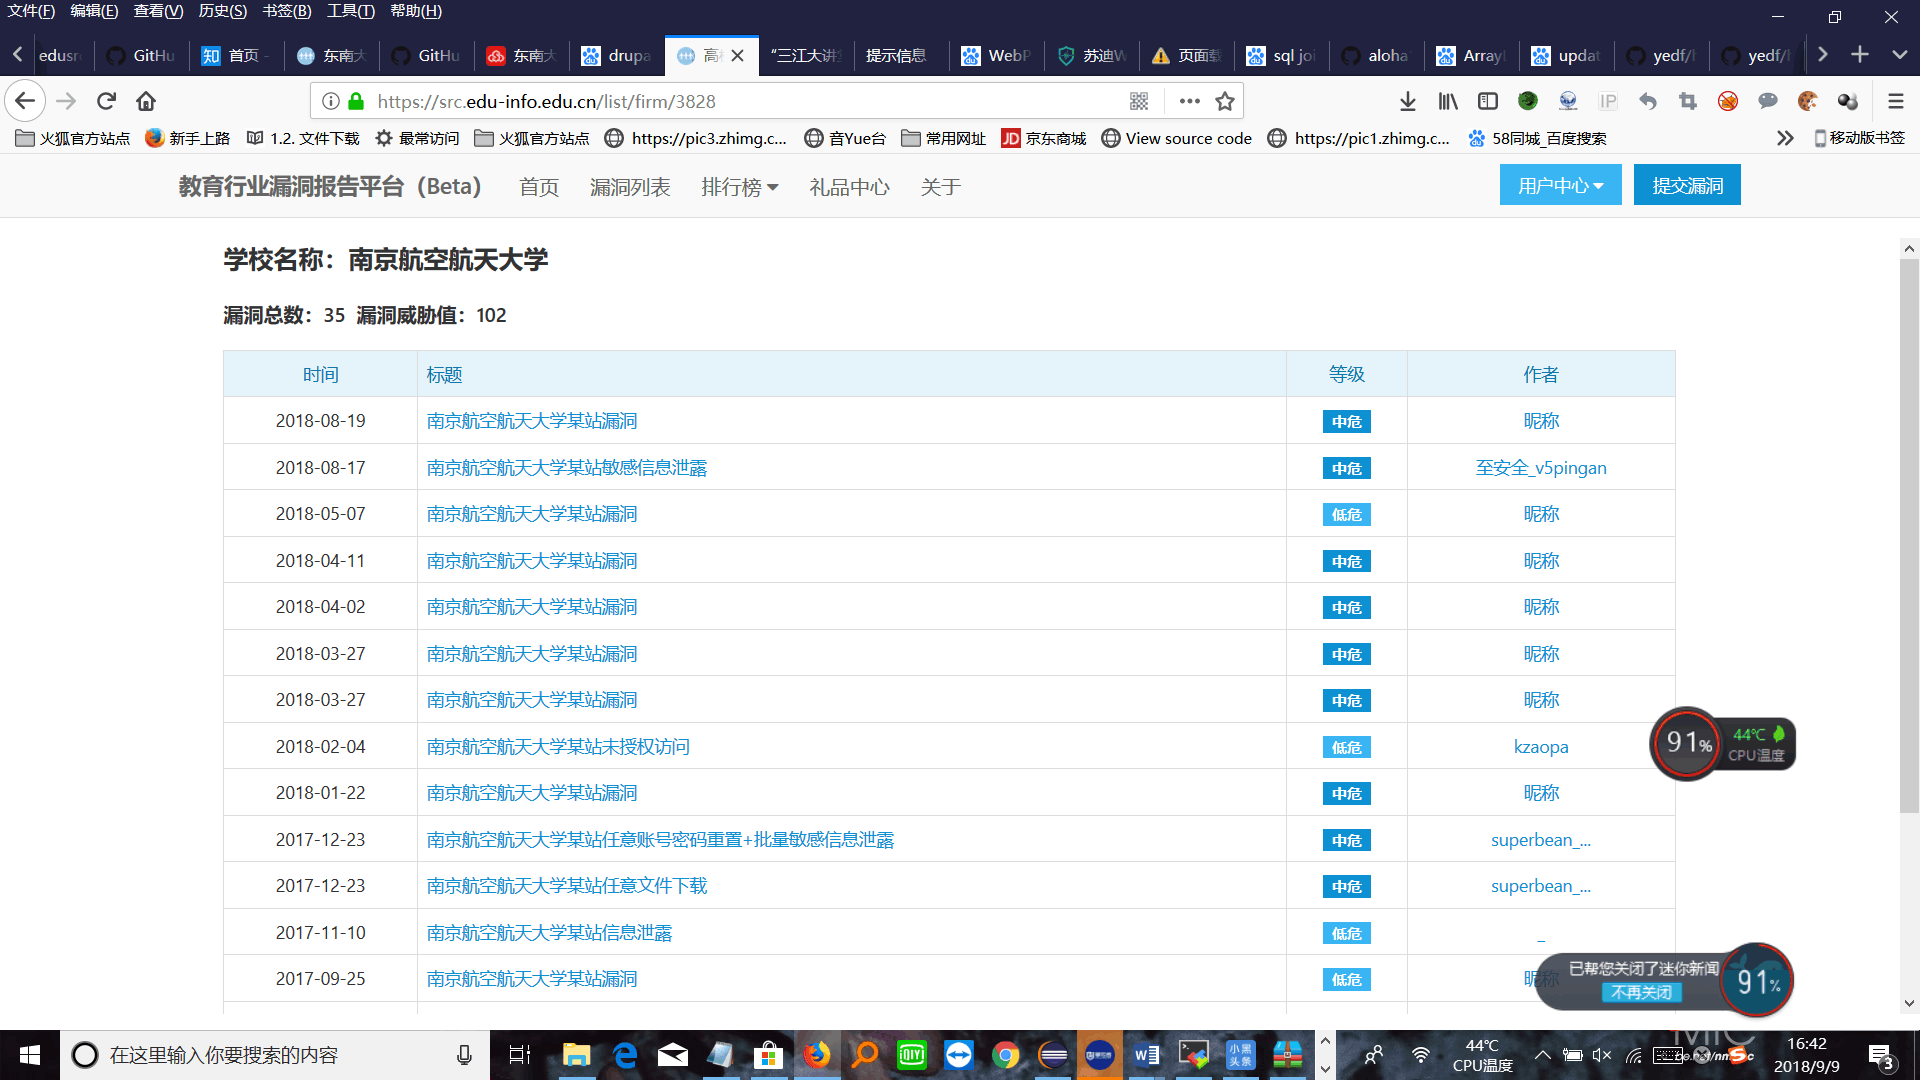 文件(F) 编辑(E) 查看(V) 历史(S) 书签(B) 工具(T) 帮助(H)
edusr GitHu 首页 - 东南大 GitHu 东南大 drupa 高校 “三江大讲堂 提示信息 WebP 苏迪W 页面载 sql joi aloha ArrayL updat yedf/h yedf/h
https://src.edu-info.edu.cn/list/firm/3828
IP
火狐官方站点 新手上路 1.2. 文件下载 最常访问 火狐官方站点 https://pic3.zhimg.c... 音Yue台 常用网址 JD 京东商城 View source code https://pic1.zhimg.c... 58同城_百度搜索 移动版书签
教育行业漏洞报告平台（Beta） 首页 漏洞列表 排行榜 礼品中心 关于 用户中心 提交漏洞
学校名称：南京航空航天大学
漏洞总数：35 漏洞威胁值：102
时间 标题 等级 作者
2018-08-19 南京航空航天大学某站漏洞 中危 昵称
2018-08-17 南京航空航天大学某站敏感信息泄露 中危 至安全_v5pingan
2018-05-07 南京航空航天大学某站漏洞 低危 昵称
2018-04-11 南京航空航天大学某站漏洞 中危 昵称
2018-04-02 南京航空航天大学某站漏洞 中危 昵称
2018-03-27 南京航空航天大学某站漏洞 中危 昵称
2018-03-27 南京航空航天大学某站漏洞 中危 昵称
2018-02-04 南京航空航天大学某站未授权访问 低危 kzaopa
2018-01-22 南京航空航天大学某站漏洞 中危 昵称
2017-12-23 南京航空航天大学某站任意账号密码重置+批量敏感信息泄露 中危 superbean_...
2017-12-23 南京航空航天大学某站任意文件下载 中危 superbean_...
2017-11-10 南京航空航天大学某站信息泄露 低危 _
2017-09-25 南京航空航天大学某站漏洞 低危 昵称
91% 44℃
CPU温度
已帮您关闭了迷你新闻
不再关闭
91%
在这里输入你要搜索的内容
44℃
CPU温度
16:42
2018/9/9
3